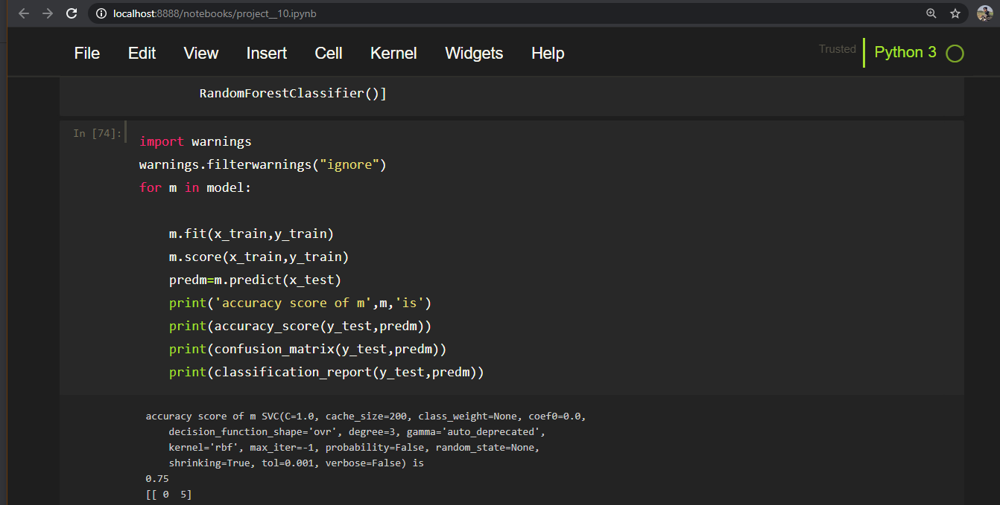 localhost:8888/notebooks/project__10.ipynb
File Edit View Insert Cell Kernel Widgets Help Trusted Python 3
RandomForestClassifier()]
In [74]:
import warnings
warnings.filterwarnings("ignore")
for m in model:
m.fit(x_train,y_train)
m.score(x_train,y_train)
predm=m.predict(x_test)
print('accuracy score of m',m,'is')
print(accuracy_score(y_test,predm))
print(confusion_matrix(y_test,predm))
print(classification_report(y_test,predm))
accuracy score of m SVC(C=1.0, cache_size=200, class_weight=None, coef0=0.0,
decision_function_shape='ovr', degree=3, gamma='auto_deprecated',
kernel='rbf', max_iter=-1, probability=False, random_state=None,
shrinking=True, tol=0.001, verbose=False) is
0.75
[[ 0  5]